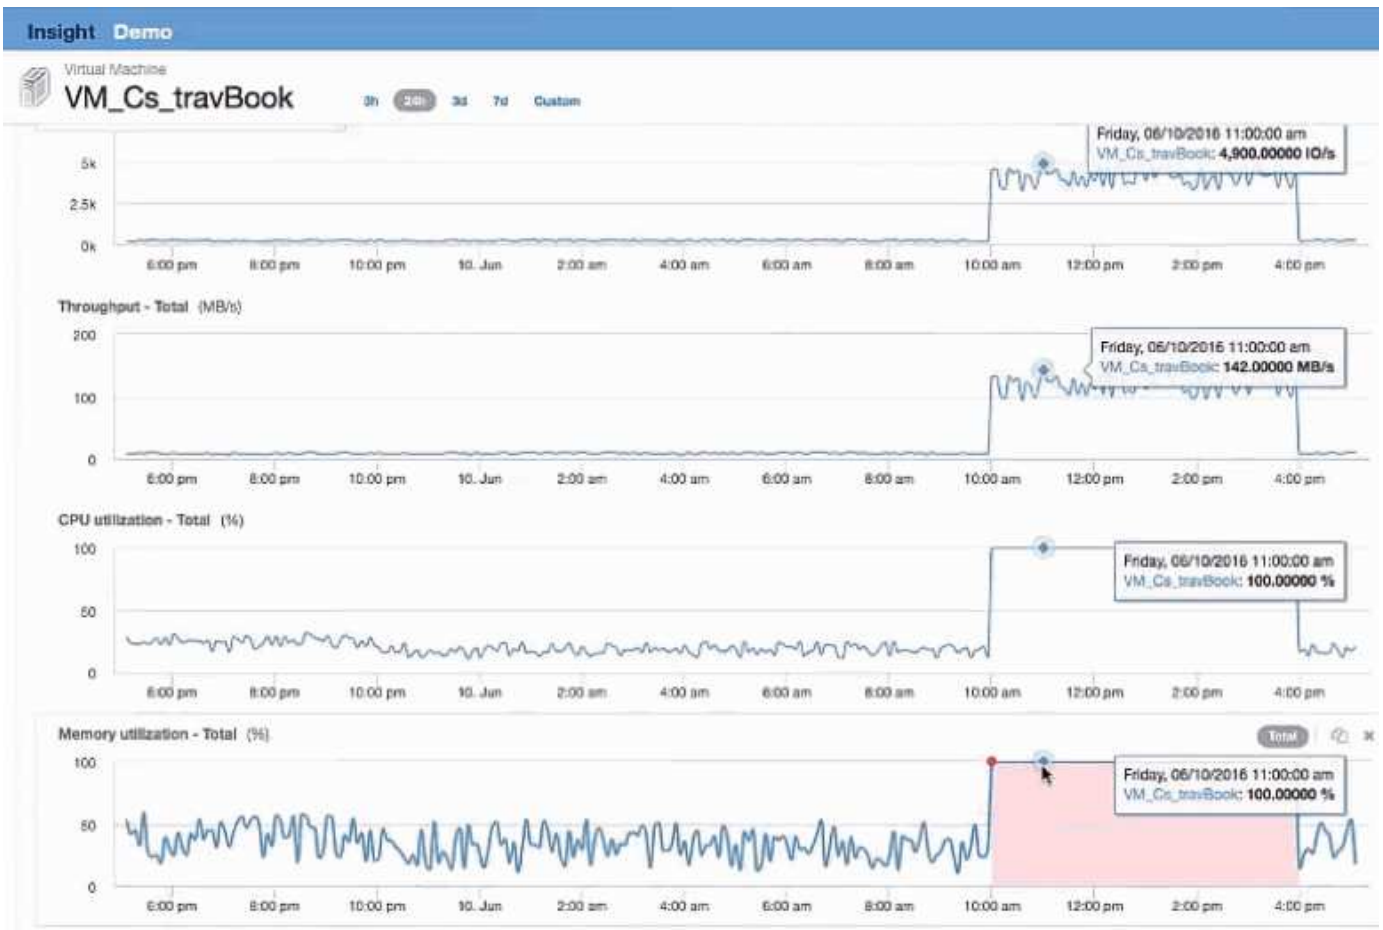 Insight Demo
Virtual Machine
VM_Cs_travBook
3h 24h 3d 7d Custom
Friday, 06/10/2016 11:00:00 am
VM_Cs_travBook: 4,900.00000 IO/s
5k
2.5k
0k
6:00 pm 8:00 pm 10:00 pm 10. Jun 2:00 am 4:00 am 6:00 am 8:00 am 10:00 am 12:00 pm 2:00 pm 4:00 pm
Throughput - Total (MB/s)
200
Friday, 06/10/2016 11:00:00 am
VM_Cs_travBook: 142.00000 MB/s
100
0
6:00 pm 8:00 pm 10:00 pm 10. Jun 2:00 am 4:00 am 6:00 am 8:00 am 10:00 am 12:00 pm 2:00 pm 4:00 pm
CPU utilization - Total (%)
100
Friday, 06/10/2016 11:00:00 am
VM_Cs_travBook: 100.00000 %
50
0
6:00 pm 8:00 pm 10:00 pm 10. Jun 2:00 am 4:00 am 6:00 am 8:00 am 10:00 am 12:00 pm 2:00 pm 4:00 pm
Memory utilization - Total (%)
Total
100
Friday, 06/10/2016 11:00:00 am
VM_Cs_travBook: 100.00000 %
50
0
6:00 pm 8:00 pm 10:00 pm 10. Jun 2:00 am 4:00 am 6:00 am 8:00 am 10:00 am 12:00 pm 2:00 pm 4:00 pm